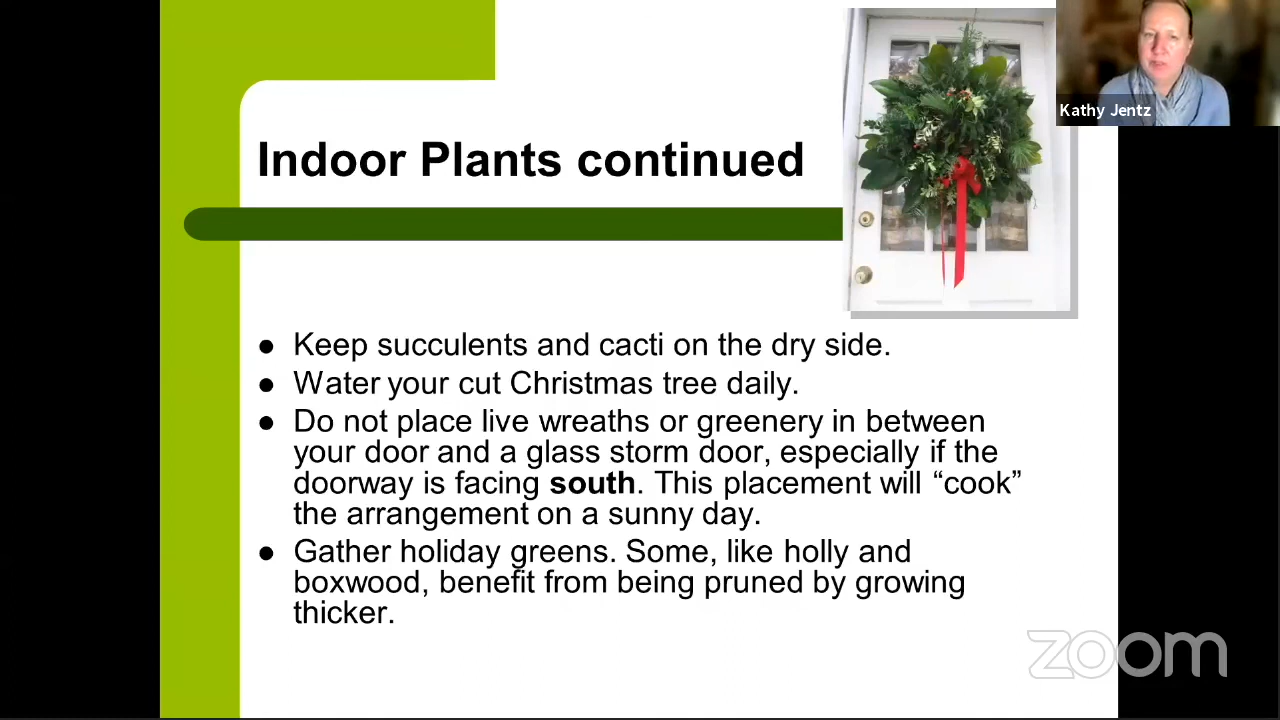 Kathy Jentz
Indoor Plants continued
● Keep succulents and cacti on the dry side.
● Water your cut Christmas tree daily.
● Do not place live wreaths or greenery in between
your door and a glass storm door, especially if the
doorway is facing south. This placement will “cook”
the arrangement on a sunny day.
● Gather holiday greens. Some, like holly and
boxwood, benefit from being pruned by growing
thicker.
zoom